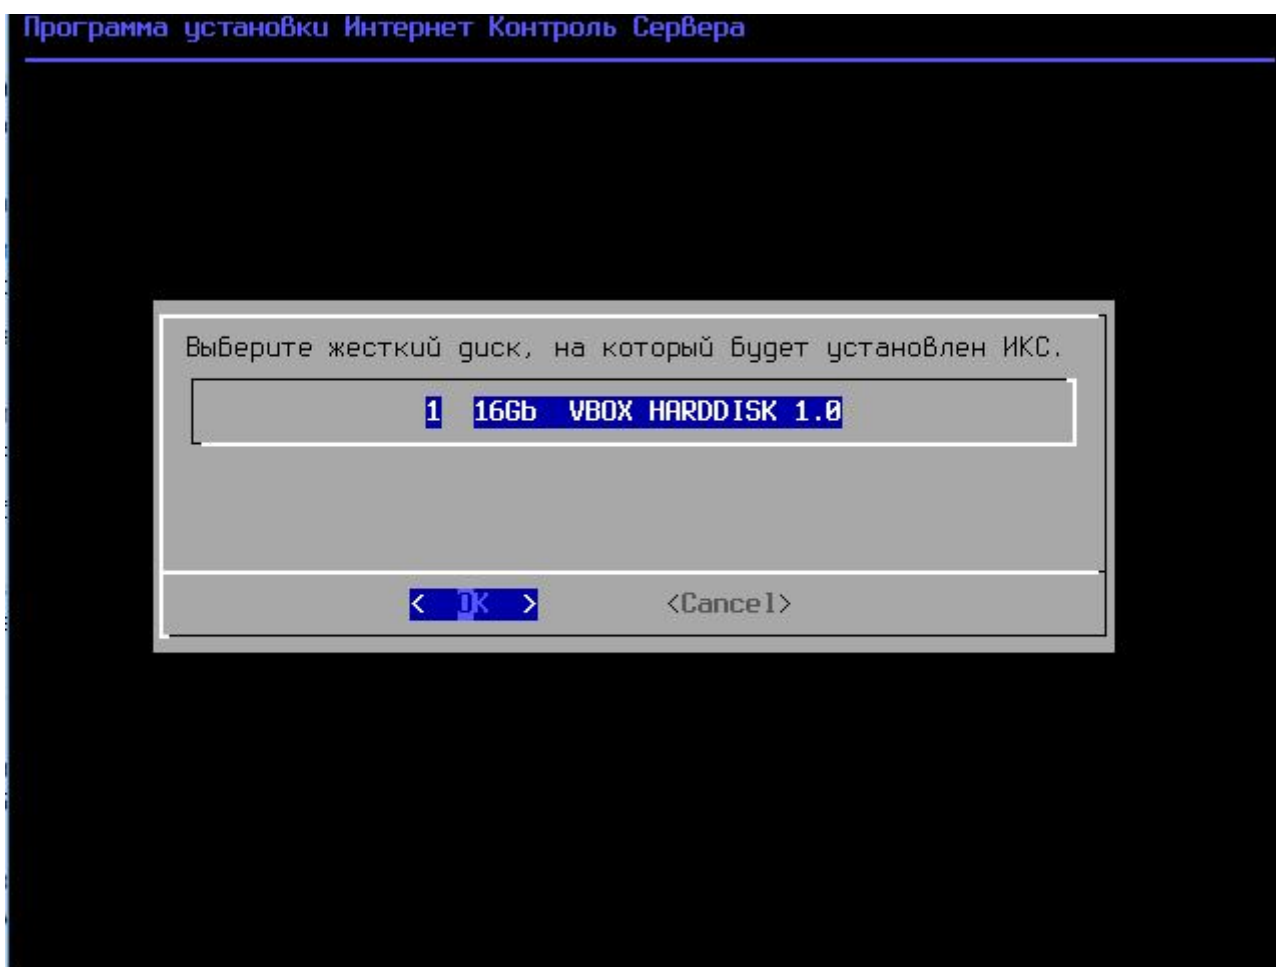 Программа установки Интернет Контроль Сервера
Выберите жесткий диск, на который будет установлен ИКС.
1 16Gb VBOX HARDDISK 1.0
< OK > <Cancel>